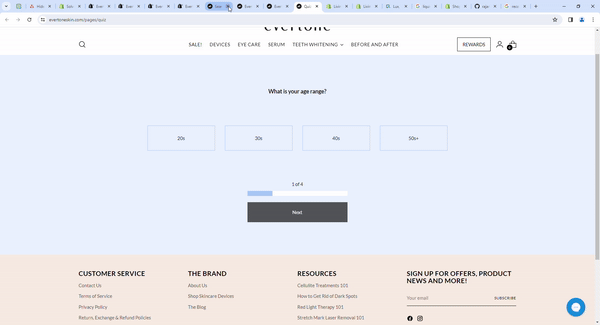 evertoneskin.com/pages/quiz
evertone
SALE! DEVICES EYE CARE SERUM TEETH WHITENING BEFORE AND AFTER
REWARDS
0
What is your age range?
20s 30s 40s 50s+
1 of 4
Next
CUSTOMER SERVICE
Contact Us
Terms of Service
Privacy Policy
Return, Exchange & Refund Policies
THE BRAND
About Us
Shop Skincare Devices
The Blog
RESOURCES
Cellulite Treatments 101
How to Get Rid of Dark Spots
Red Light Therapy 101
Stretch Mark Laser Removal 101
SIGN UP FOR OFFERS, PRODUCT
NEWS AND MORE!
Your email SUBSCRIBE